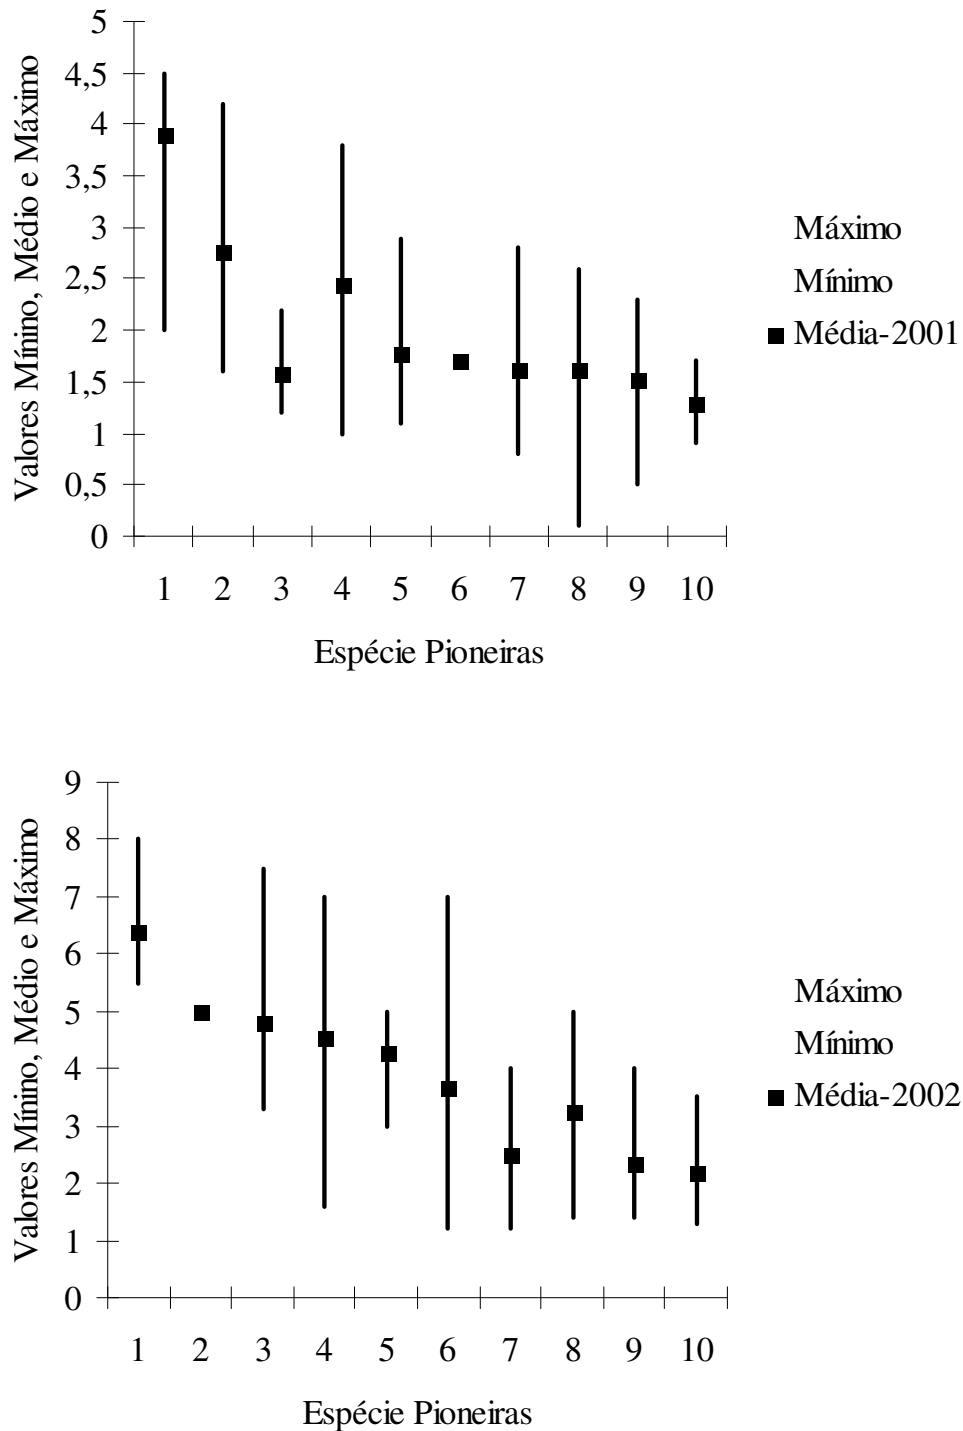 Valores Mínino, Médio e Máximo
5
4,5
4
3,5
3
2,5
2
1,5
1
0,5
0
1 2 3 4 5 6 7 8 9 10
Espécie Pioneiras
Máximo
Mínimo
Média-2001
Valores Mínino, Médio e Máximo
9
8
7
6
5
4
3
2
1
0
1 2 3 4 5 6 7 8 9 10
Espécie Pioneiras
Máximo
Mínimo
Média-2002